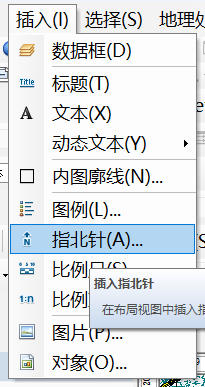 插入(I) 选择(S) 地理处
数据框(D)
Title 标题(T)
A 文本(X)
动态文本(Y)
内图廓线(N)...
图例(L)...
N 指北针(A)...
比例尺(S)...
1:n 比例
插入指北针
在布局视图中插入指
图片(P)...
对象(O)...